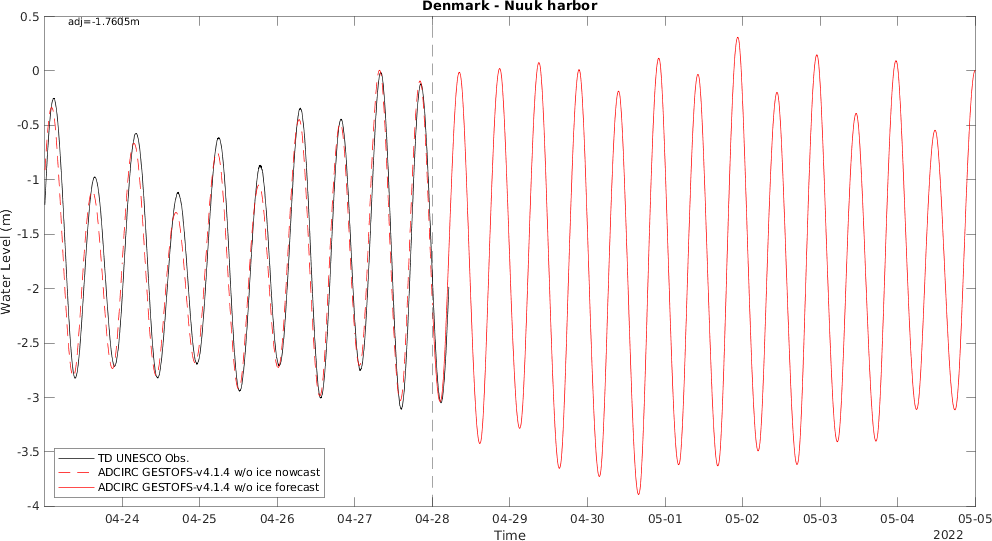 Denmark - Nuuk harbor
adj=-1.7605m
0.5
0
-0.5
-1
-1.5
-2
-2.5
-3
-3.5
-4
Water Level (m)
TD UNESCO Obs.
ADCIRC GESTOFS-v4.1.4 w/o ice nowcast
ADCIRC GESTOFS-v4.1.4 w/o ice forecast
04-24 04-25 04-26 04-27 04-28 04-29 04-30 05-01 05-02 05-03 05-04 05-05
Time
2022